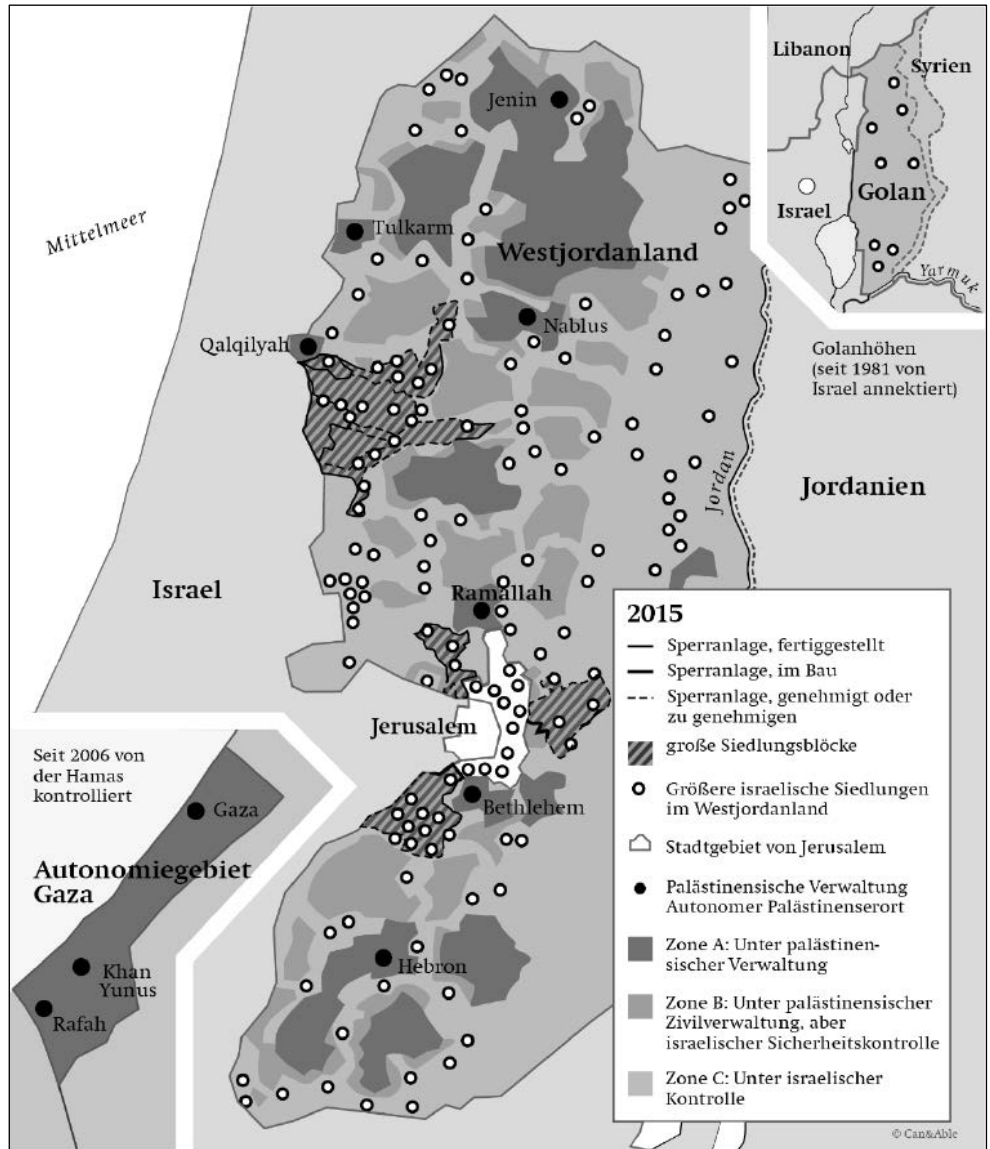 Libanon
Syrien
Golan
Israel
Yarmuk
Golanhöhen
(seit 1981 von
Israel annektiert)
Mittelmeer
Jenin
Tulkarm
Westjordanland
Nablus
Qalqilyah
Jordan
Jordanien
Israel
Ramallah
Jerusalem
Bethlehem
Hebron
Seit 2006 von
der Hamas
kontrolliert
Gaza
Autonomiegebiet
Gaza
Khan
Yunus
Rafah
2015
Sperranlage, fertiggestellt
Sperranlage, im Bau
Sperranlage, genehmigt oder
zu genehmigen
große Siedlungsblöcke
Größere israelische Siedlungen
im Westjordanland
Stadtgebiet von Jerusalem
Palästinensische Verwaltung
Autonomer Palästinenserort
Zone A: Unter palästinen-
sischer Verwaltung
Zone B: Unter palästinensischer
Zivilverwaltung, aber
israelischer Sicherheitskontrolle
Zone C: Unter israelischer
Kontrolle
© Can&Able